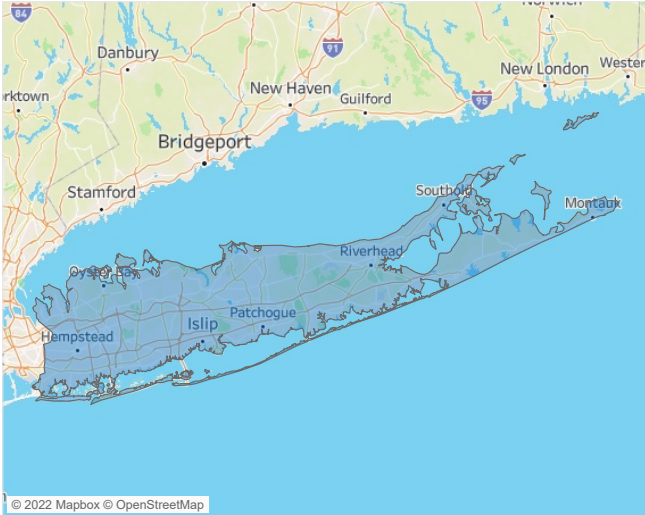 84
Norwich
Danbury
91
New London
Wester
rktown
New Haven
Guilford
95
Bridgeport
Stamford
Southold
Montauk
Riverhead
Oyster Bay
Patchogue
Islip
Hempstead
© 2022 Mapbox © OpenStreetMap